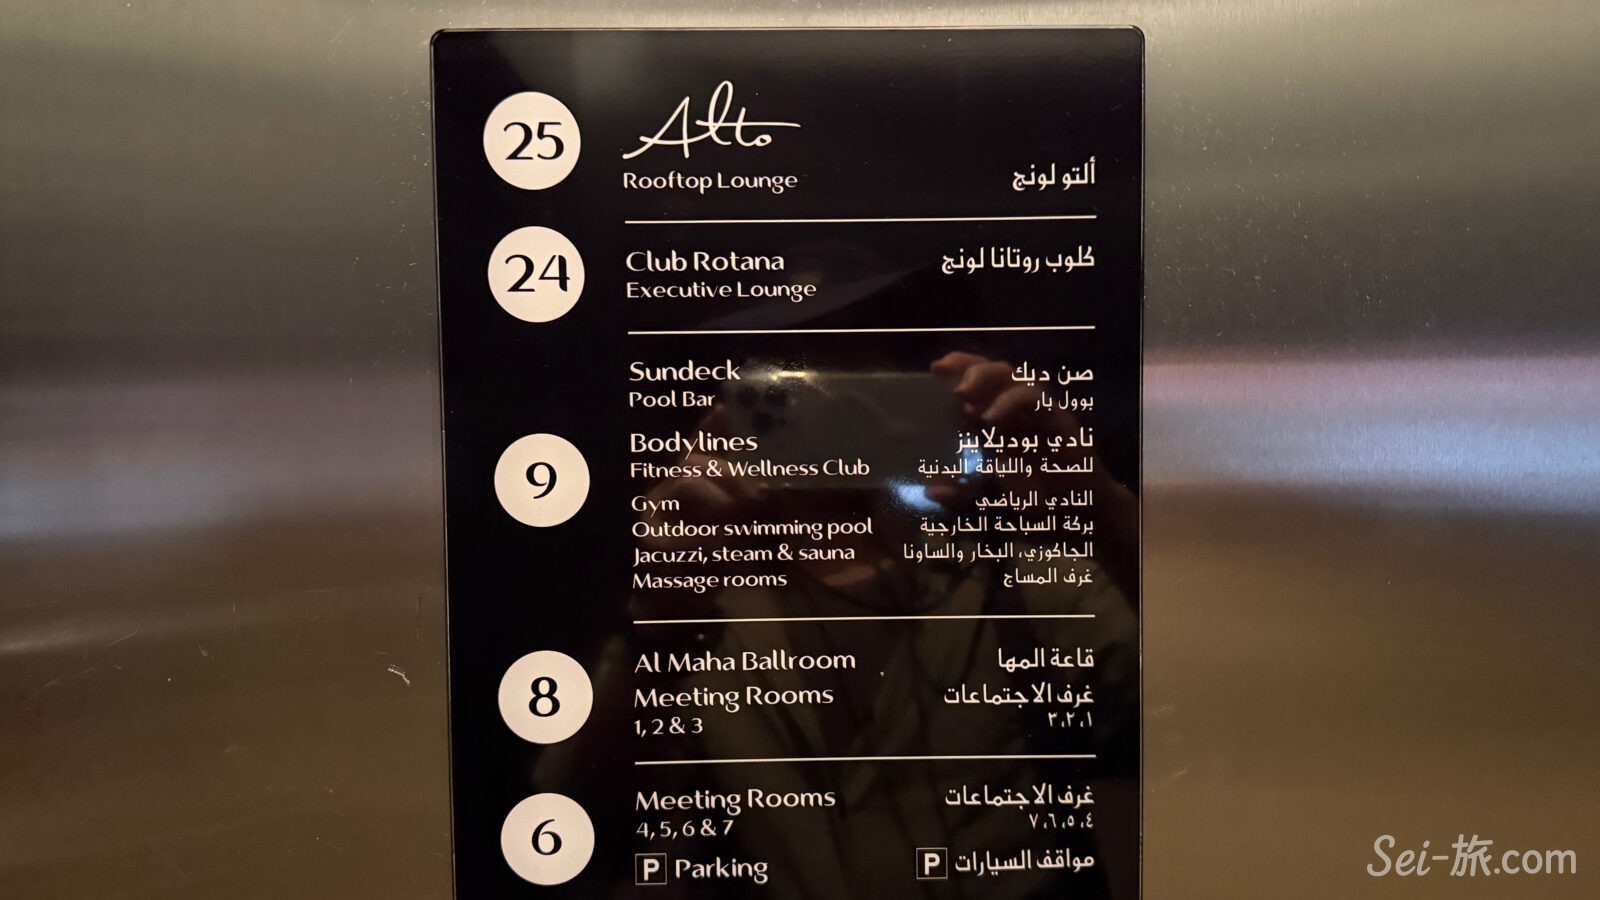 25
Alto
Rooftop Lounge
ألتو لونج
24
Club Rotana
كلوب روتانا لونج
Executive Lounge
Sundeck
صن ديك
Pool Bar
بوول بار
9
Bodylines
نادي بوديلاينز
Fitness & Wellness Club
للصحة واللياقة البدنية
Gym
النادي الرياضي
Outdoor swimming pool
بركة السباحة الخارجية
Jacuzzi, steam & sauna
الجاكوزي، البخار والساونا
Massage rooms
غرف المساج
8
Al Maha Ballroom
قاعة المها
Meeting Rooms
غرف الاجتماعات
1, 2 & 3
١، ٢، ٣
6
Meeting Rooms
غرف الاجتماعات
4, 5, 6 & 7
٤، ٥، ٦، ٧
P Parking
P مواقف السيارات
Sei-旅.com